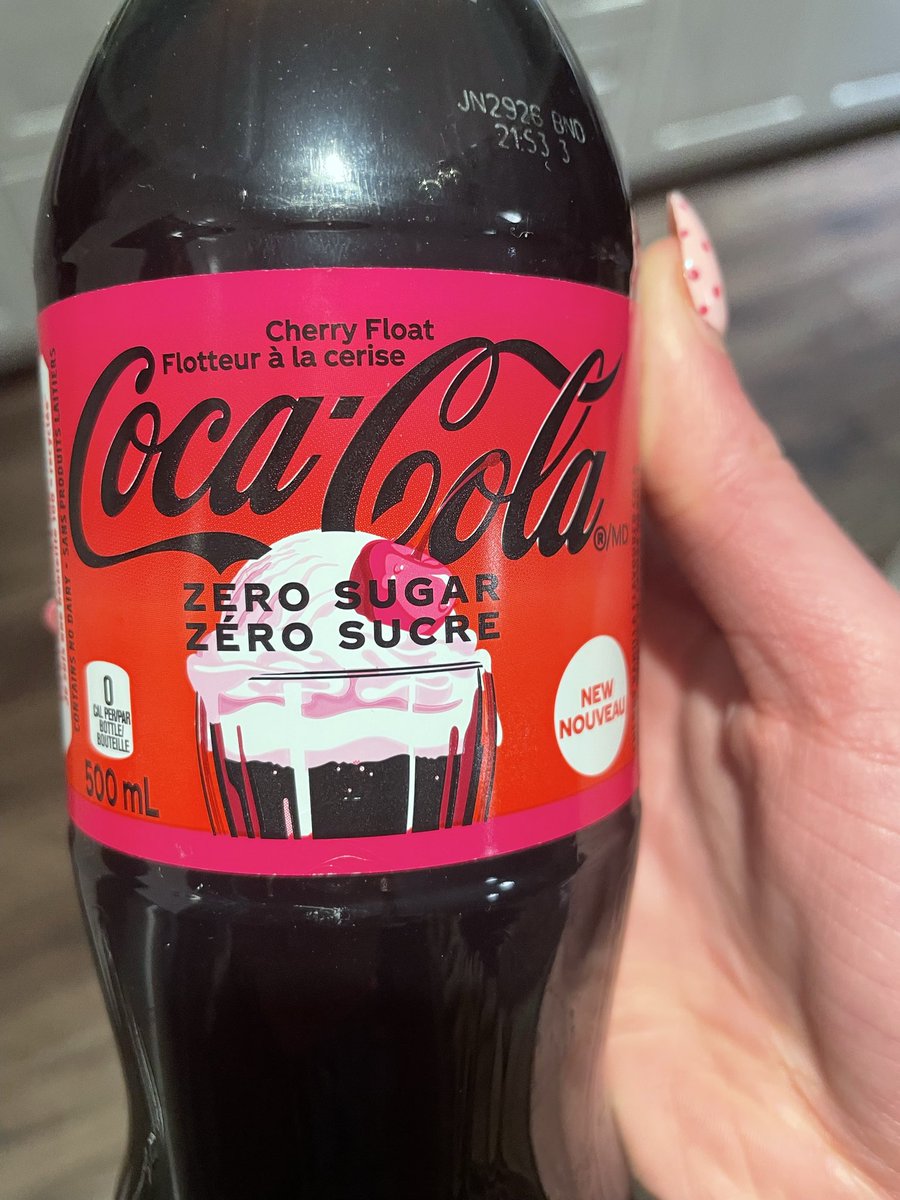 JN2926 BND
21:53 3
Cherry Float
Flotteur à la cerise
Coca-Cola
®/MD
ZERO SUGAR
ZÉRO SUCRE
0
CAL PER/PAR
BOTTLE/
BOUTEILLE
500 mL
NEW
NOUVEAU
CONTAINS NO DAIRY - SANS PRODUITS LAITIERS